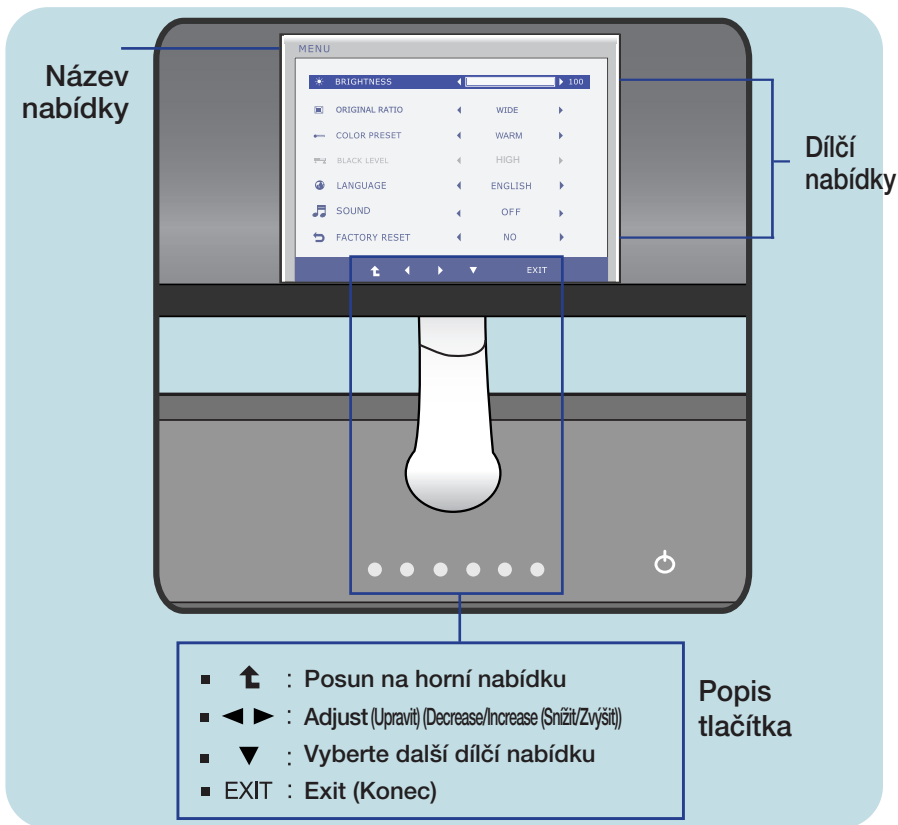 Název
nabídky
MENU
BRIGHTNESS 100
ORIGINAL RATIO WIDE
COLOR PRESET WARM
BLACK LEVEL HIGH
LANGUAGE ENGLISH
SOUND OFF
FACTORY RESET NO
EXIT
Dílčí
nabídky
: Posun na horní nabídku
: Adjust (Upravit) (Decrease/Increase (Snížit/Zvýšit))
: Vyberte další dílčí nabídku
EXIT : Exit (Konec)
Popis
tlačítka